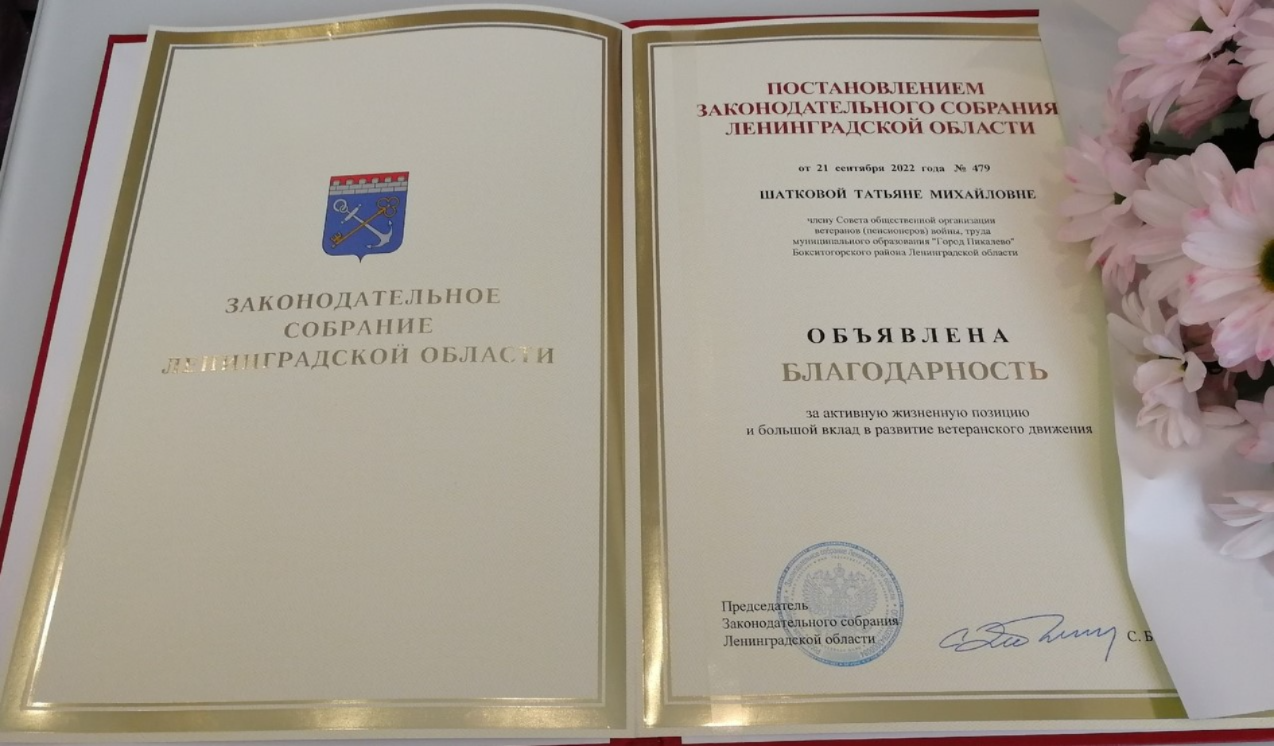 ЗАКОНОДАТЕЛЬНОЕ
СОБРАНИЕ
ЛЕНИНГРАДСКОЙ ОБЛАСТИ
ПОСТАНОВЛЕНИЕМ
ЗАКОНОДАТЕЛЬНОГО СОБРАНИЯ
ЛЕНИНГРАДСКОЙ ОБЛАСТИ
от 21 сентября 2022 года № 479
ШАТКОВОЙ ТАТЬЯНЕ МИХАЙЛОВНЕ
члену Совета общественной организации
ветеранов (пенсионеров) войны, труда
муниципального образования "Город Пикалево"
Бокситогорского района Ленинградской области
ОБЪЯВЛЕНА
БЛАГОДАРНОСТЬ
за активную жизненную позицию
и большой вклад в развитие ветеранского движения
Председатель
Законодательного собрания
Ленинградской области
С. Б